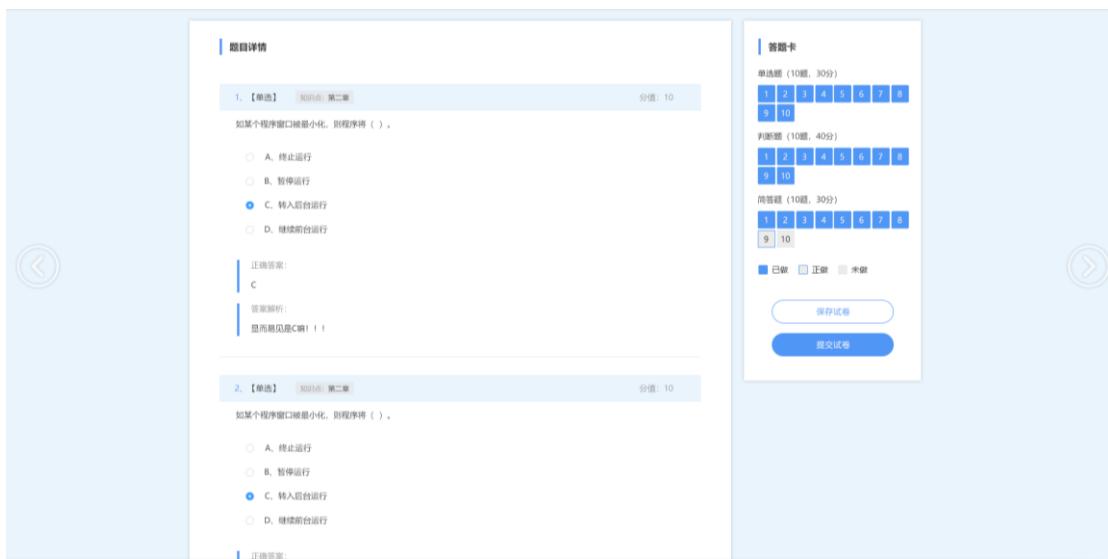 题目详情
1、【单选】 知识点：第二章 分值：10
如某个程序窗口被最小化，则程序将（ ）。
A、终止运行
B、暂停运行
C、转入后台运行
D、继续前台运行
正确答案：
C
答案解析：
显而易见是C嘛！！！
2、【单选】 知识点：第二章 分值：10
如某个程序窗口被最小化，则程序将（ ）。
A、终止运行
B、暂停运行
C、转入后台运行
D、继续前台运行
正确答案：
答题卡
单选题（10题，30分）
1 2 3 4 5 6 7 8
9 10
判断题（10题，40分）
1 2 3 4 5 6 7 8
9 10
简答题（10题，30分）
1 2 3 4 5 6 7 8
9 10
已做 正做 未做
保存试卷
提交试卷